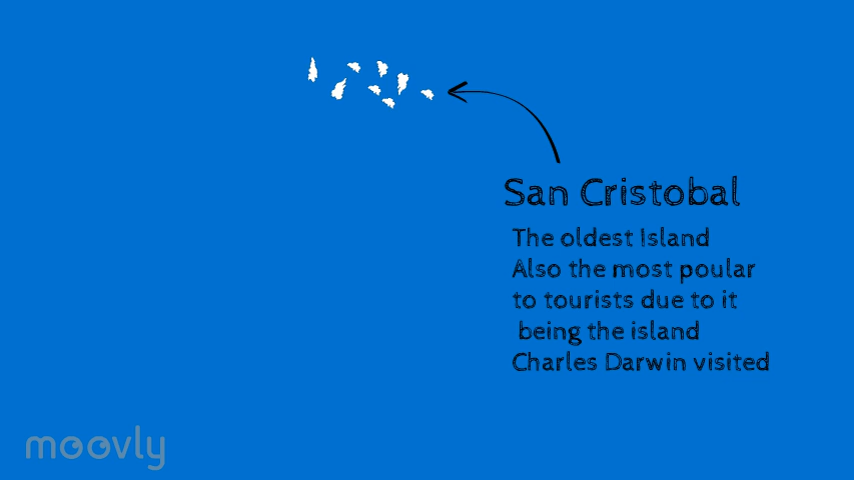 San Cristobal
The oldest Island
Also the most poular
to tourists due to it
being the island
Charles Darwin visited
moovly